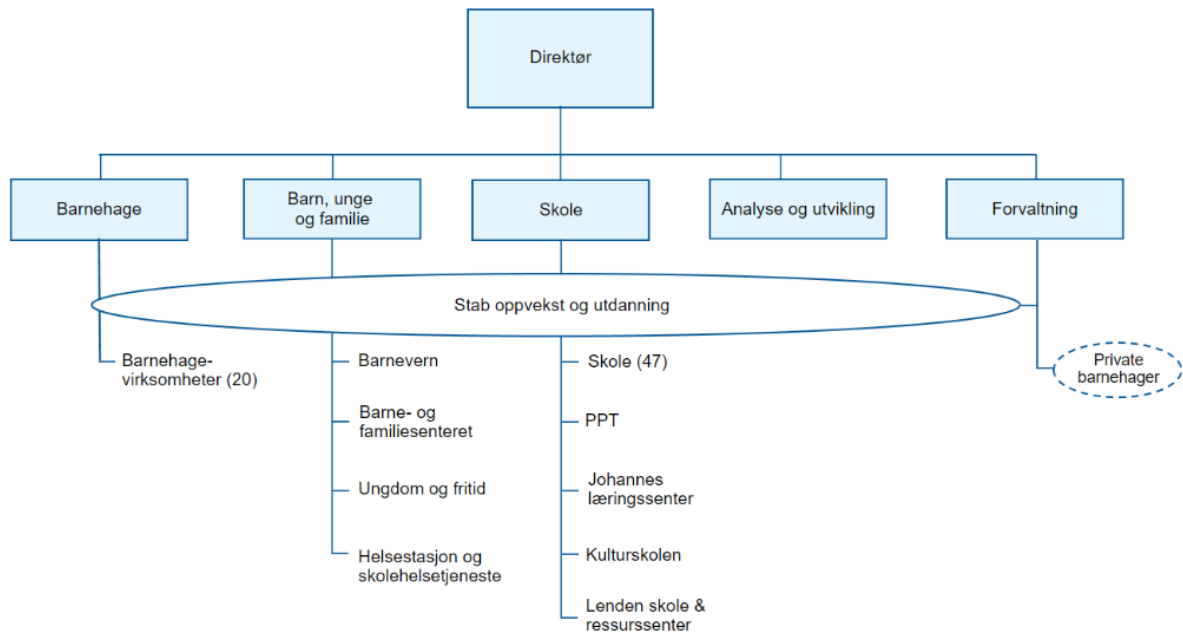 Direktør
Barnehage
Barn, unge
og familie
Skole
Analyse og utvikling
Forvaltning
Stab oppvekst og utdanning
Barnehage-
virksomheter (20)
Barnevern
Barne- og
familiesenteret
Ungdom og fritid
Helsestasjon og
skolehelsetjeneste
Skole (47)
PPT
Johannes
læringssenter
Kulturskolen
Lenden skole &
ressurssenter
Private
barnehager